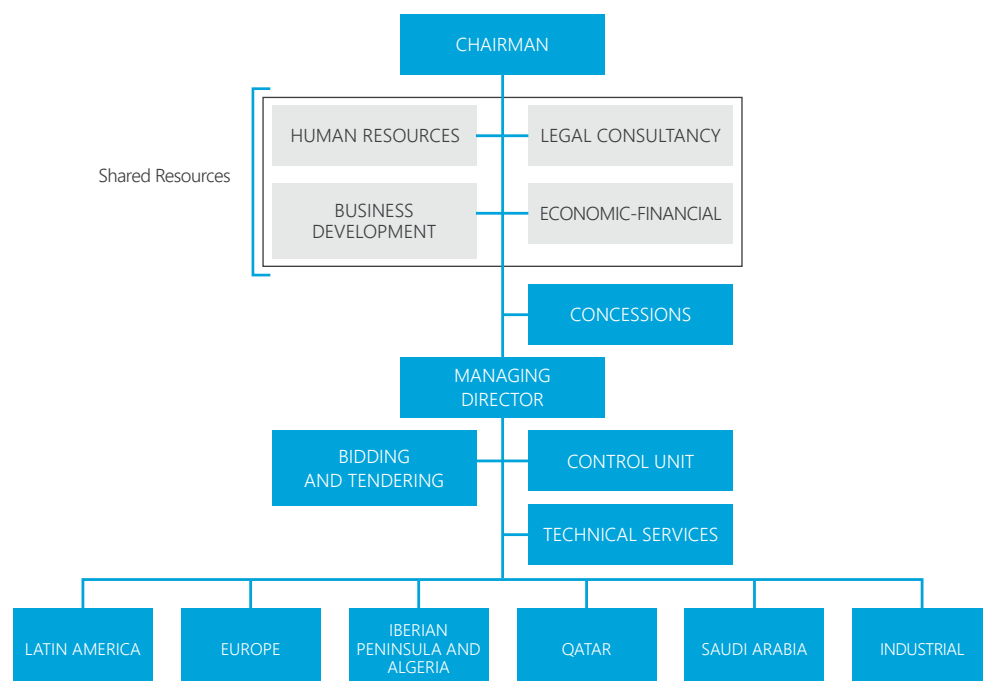 CHAIRMAN
HUMAN RESOURCES
LEGAL CONSULTANCY
Shared Resources
BUSINESS
DEVELOPMENT
ECONOMIC-FINANCIAL
CONCESSIONS
MANAGING
DIRECTOR
BIDDING
AND TENDERING
CONTROL UNIT
TECHNICAL SERVICES
LATIN AMERICA
EUROPE
IBERIAN
PENINSULA AND
ALGERIA
QATAR
SAUDI ARABIA
INDUSTRIAL